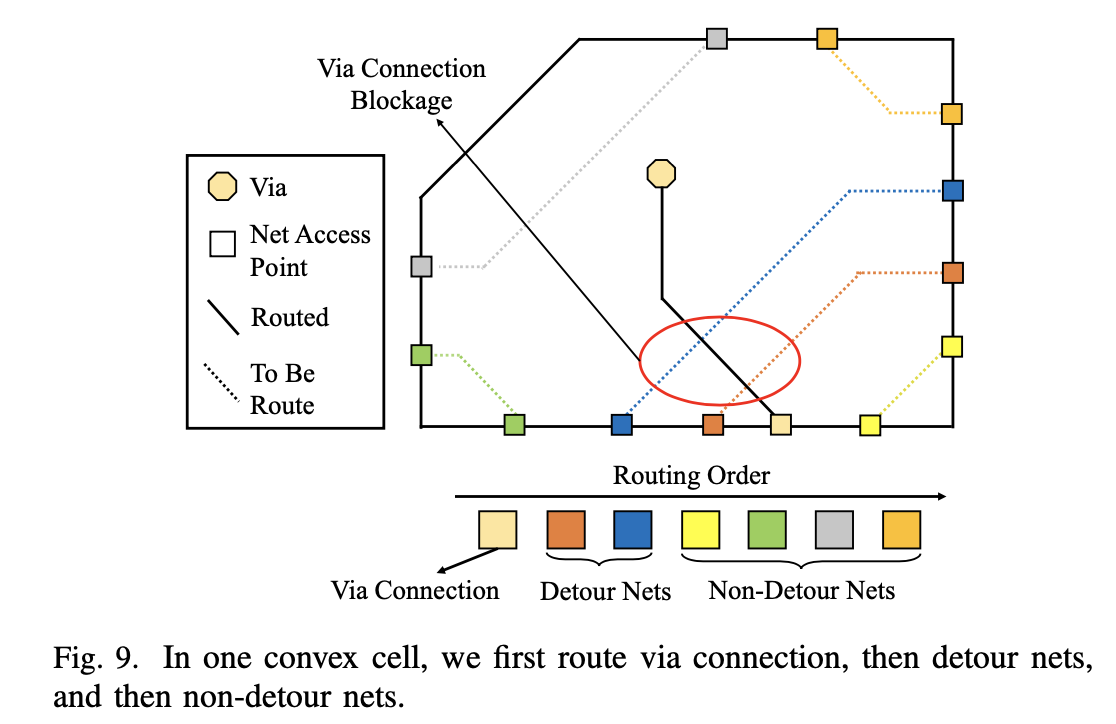 Via Connection
Blockage
Via
Net Access
Point
Routed
To Be
Route
Routing Order
Via Connection
Detour Nets
Non-Detour Nets
Fig. 9. In one convex cell, we first route via connection, then detour nets,
and then non-detour nets.